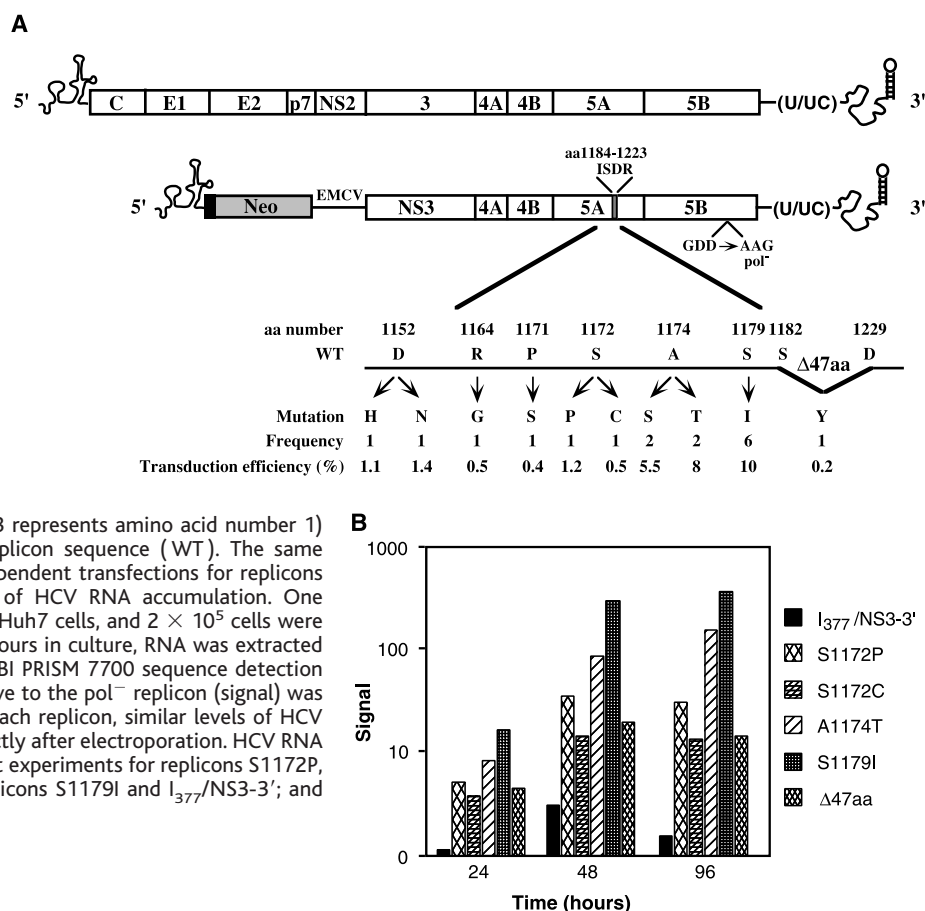 A
5' C E1 E2 p7 NS2 3 4A 4B 5A 5B (U/UC) 3'
aa1184-1223
ISDR
5' Neo EMCV NS3 4A 4B 5A 5B (U/UC) 3'
GDD → AAG
pol⁻
aa number 1152 1164 1171 1172 1174 1179 1182 1229
WT D R P S A S S Δ47aa D
Mutation H N G S P C S T I Y
Frequency 1 1 1 1 1 1 2 2 6 1
Transduction efficiency (%) 1.1 1.4 0.5 0.4 1.2 0.5 5.5 8 10 0.2
3 represents amino acid number 1)
plicon sequence (WT). The same
pendent transfections for replicons
of HCV RNA accumulation. One
Huh7 cells, and 2 × 10⁵ cells were
ours in culture, RNA was extracted
BI PRISM 7700 sequence detection
ve to the pol⁻ replicon (signal) was
ach replicon, similar levels of HCV
ctly after electroporation. HCV RNA
t experiments for replicons S1172P,
licons S1179I and I₃₇₇/NS3-3′; and
B
1000
100
10
0
Signal
24 48 96
Time (hours)
I₃₇₇/NS3-3'
S1172P
S1172C
A1174T
S1179I
Δ47aa